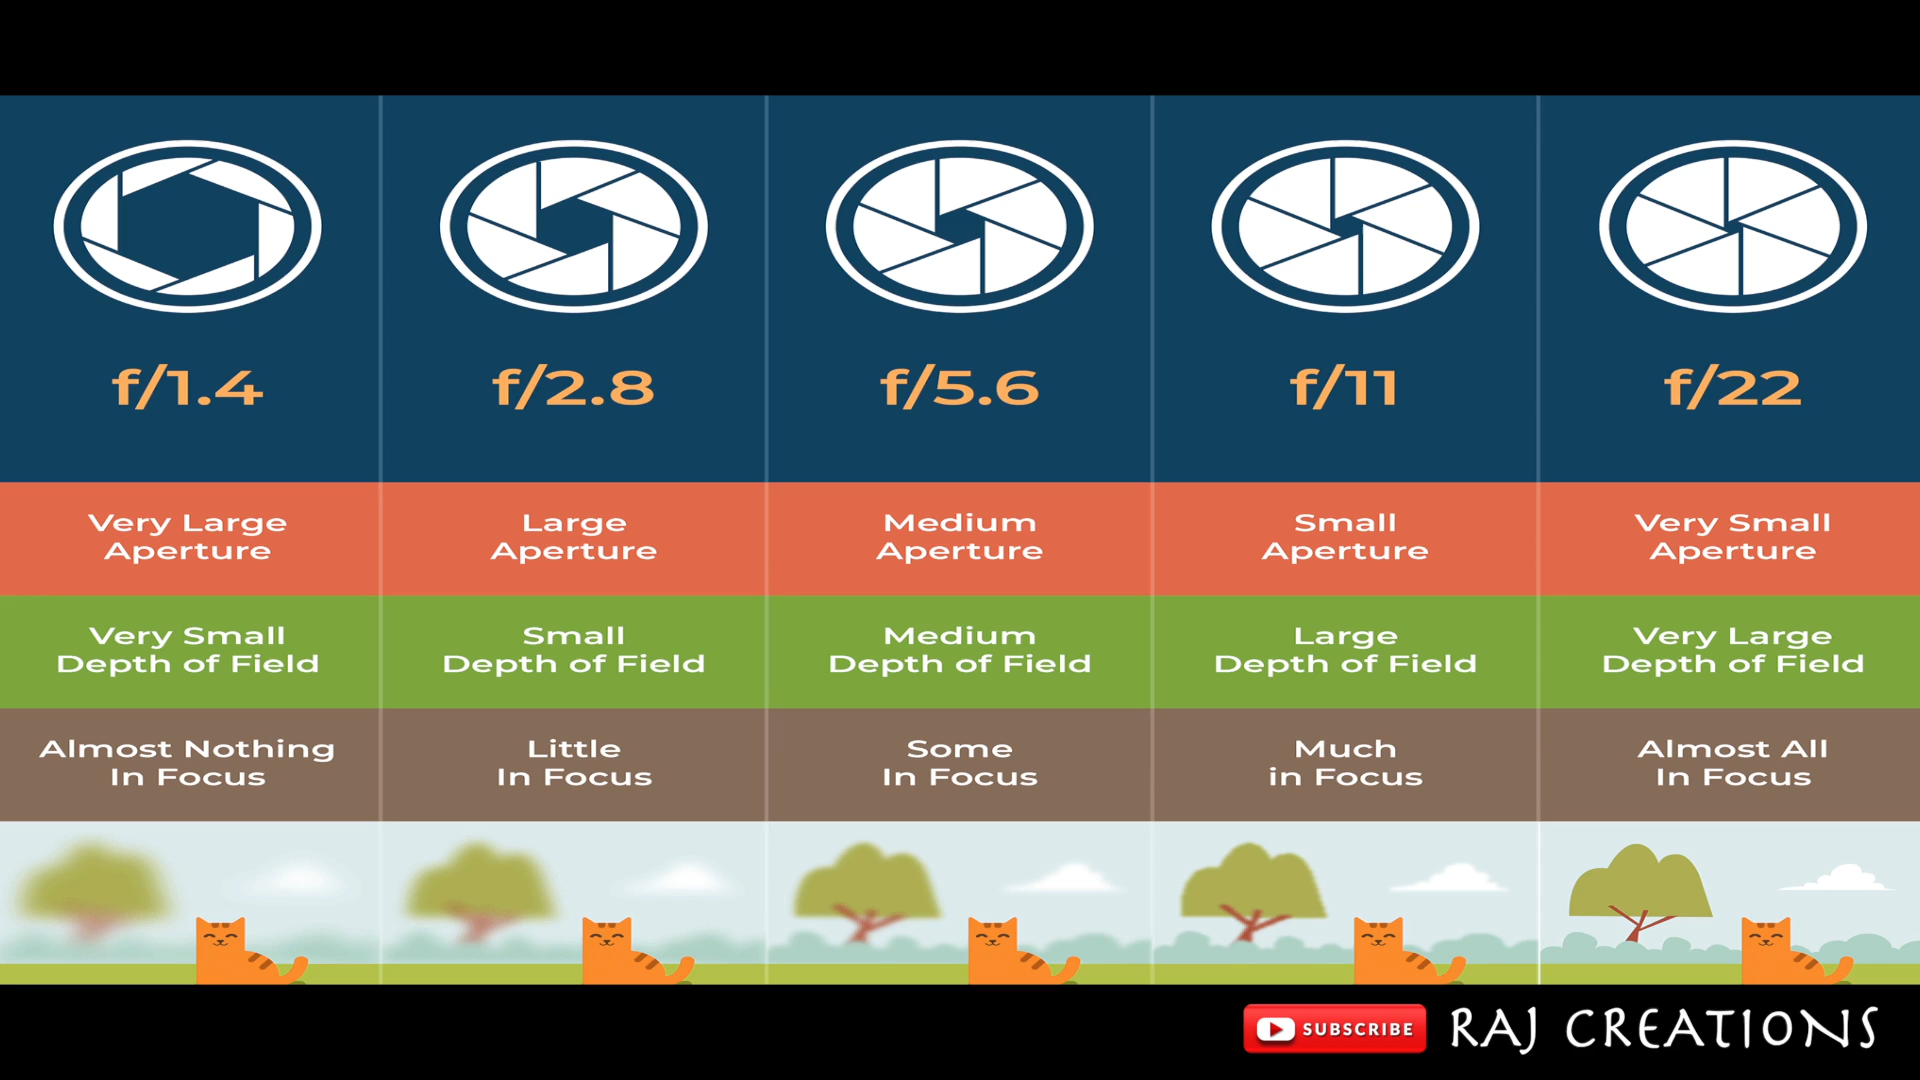 f/1.4
f/2.8
f/5.6
f/11
f/22
Very Large
Aperture
Large
Aperture
Medium
Aperture
Small
Aperture
Very Small
Aperture
Very Small
Depth of Field
Small
Depth of Field
Medium
Depth of Field
Large
Depth of Field
Very Large
Depth of Field
Almost Nothing
In Focus
Little
In Focus
Some
In Focus
Much
in Focus
Almost All
In Focus
SUBSCRIBE
RAJ CREATIONS